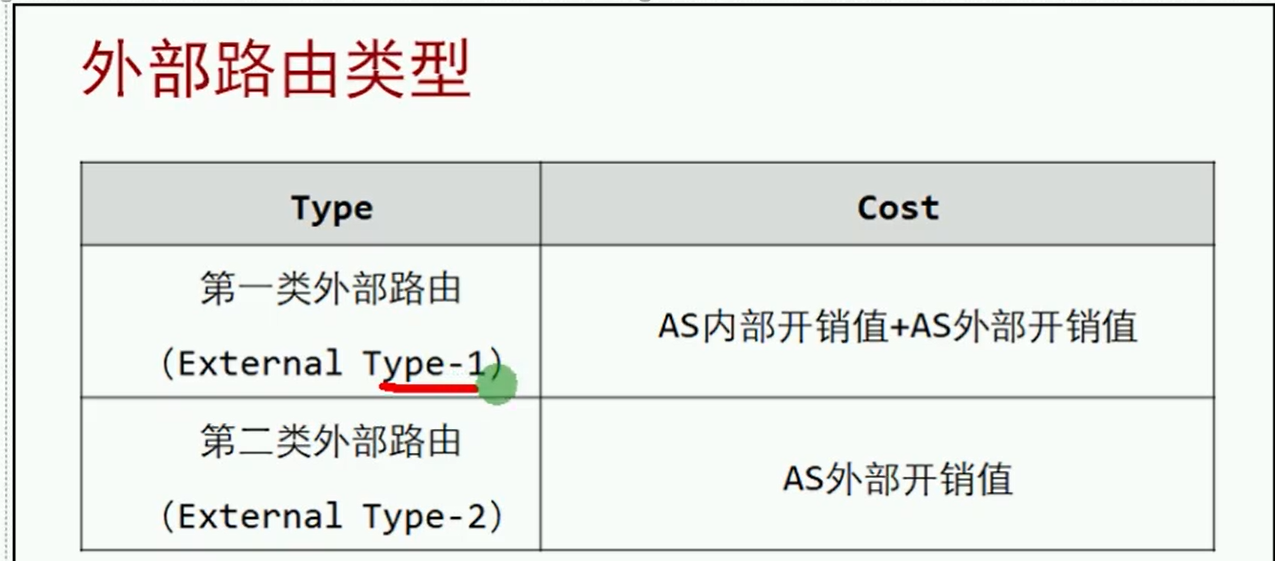 外部路由类型
Type
Cost
第一类外部路由
(External Type-1)
AS内部开销值+AS外部开销值
第二类外部路由
(External Type-2)
AS外部开销值